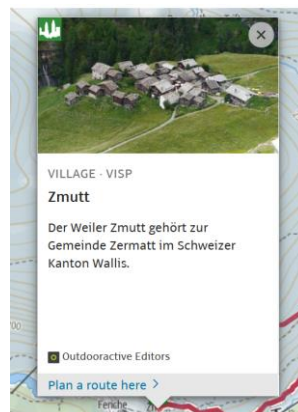 VILLAGE · VISP
Zmutt
Der Weiler Zmutt gehört zur
Gemeinde Zermatt im Schweizer
Kanton Wallis.
Outdooractive Editors
Plan a route here >
Feriche